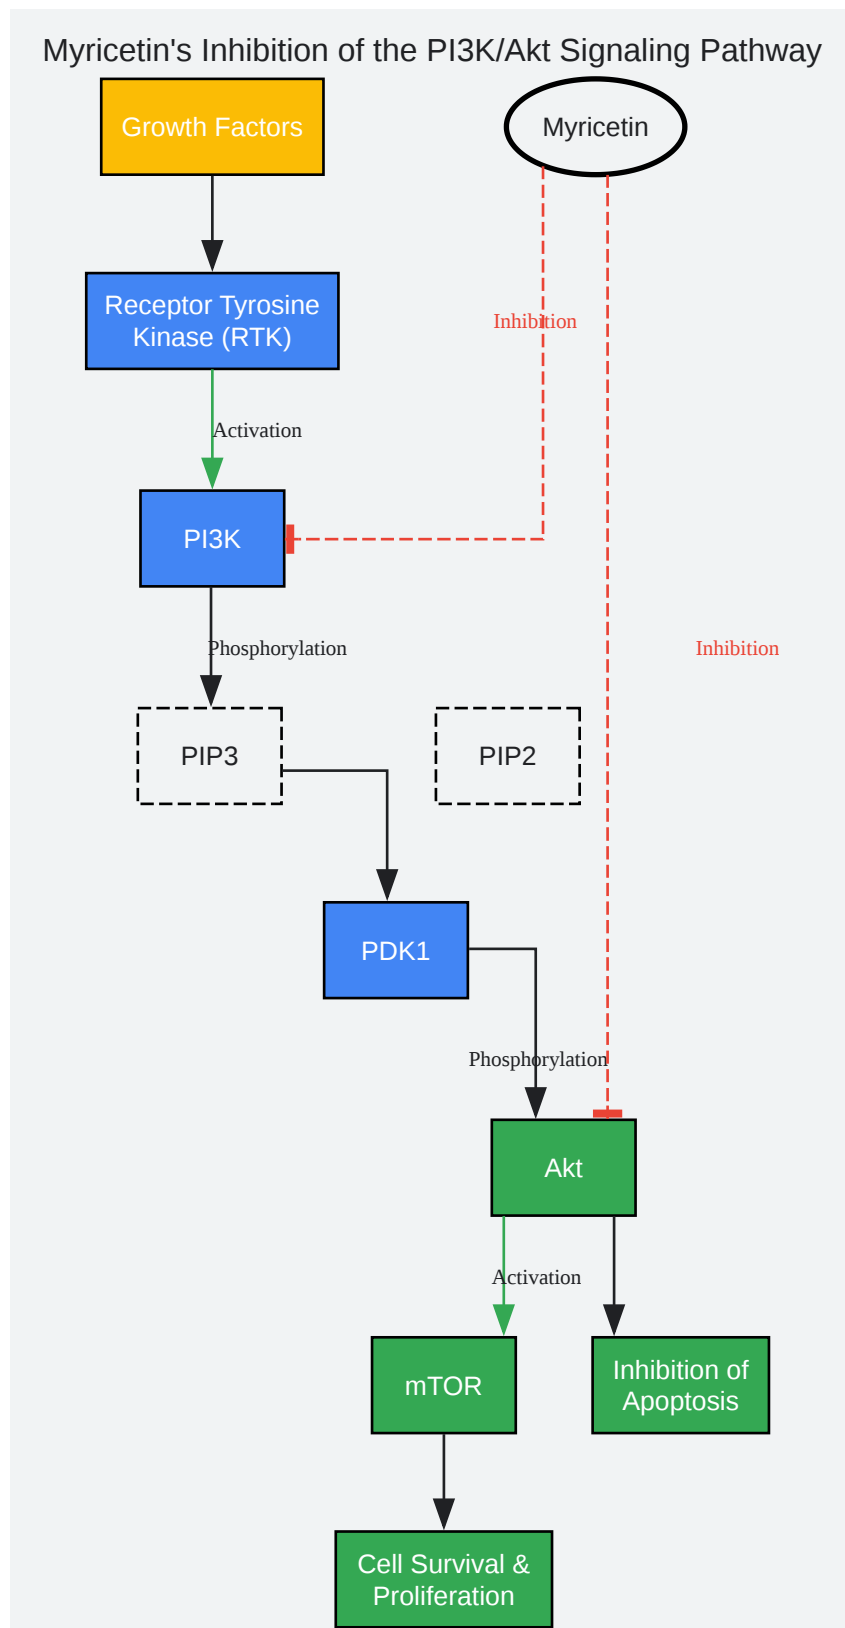 Myricetin's Inhibition of the PI3K/Akt Signaling Pathway
Growth Factors
Myricetin
Receptor Tyrosine
Kinase (RTK)
Inhibition
Activation
PI3K
Phosphorylation
Inhibition
PIP3
PIP2
PDK1
Phosphorylation
Akt
Activation
mTOR
Inhibition of
Apoptosis
Cell Survival &
Proliferation